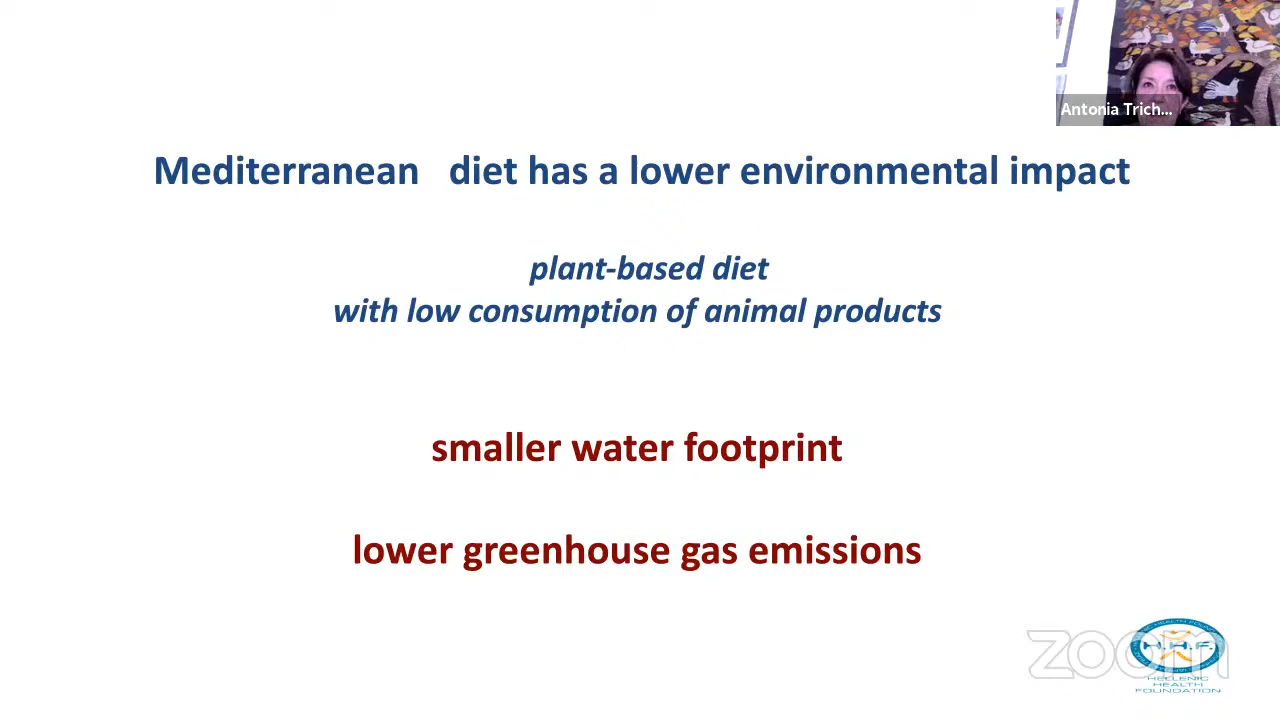 Antonia Trich...
Mediterranean diet has a lower environmental impact
plant-based diet
with low consumption of animal products
smaller water footprint
lower greenhouse gas emissions
zoom
H.H.F.
HELLENIC
HEALTH
FOUNDATION